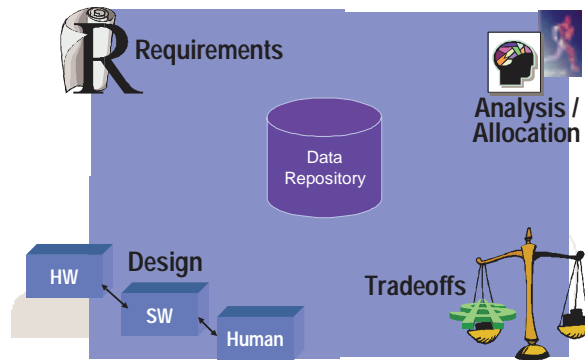 R
Requirements
Analysis /
Allocation
Data
Repository
Design
HW
SW
Human
Tradeoffs